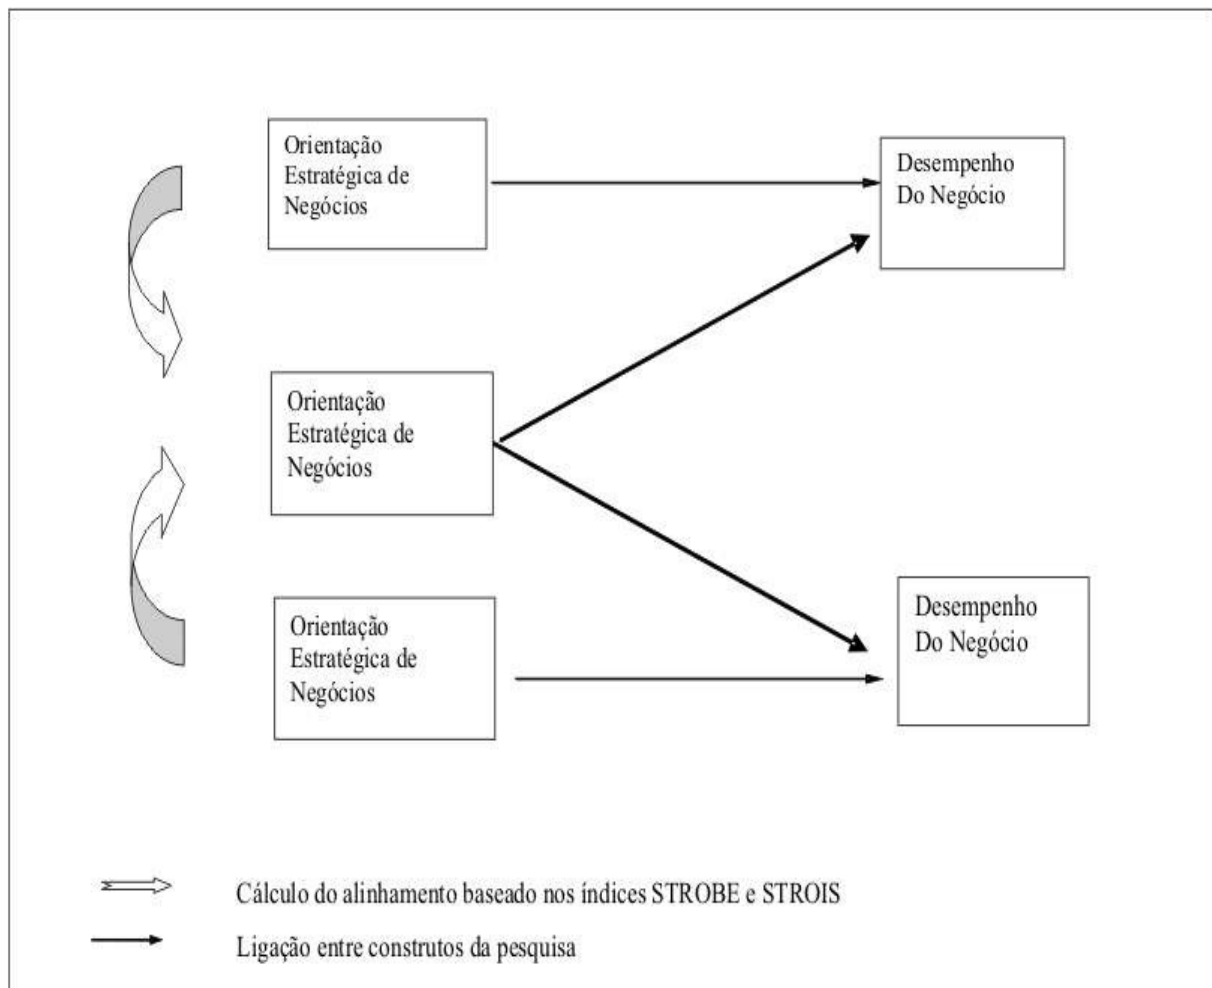 Orientação
Estratégica de
Negócios
Desempenho
Do Negócio
Orientação
Estratégica de
Negócios
Orientação
Estratégica de
Negócios
Desempenho
Do Negócio
Cálculo do alinhamento baseado nos índices STROBE e STROIS
Ligação entre construtos da pesquisa